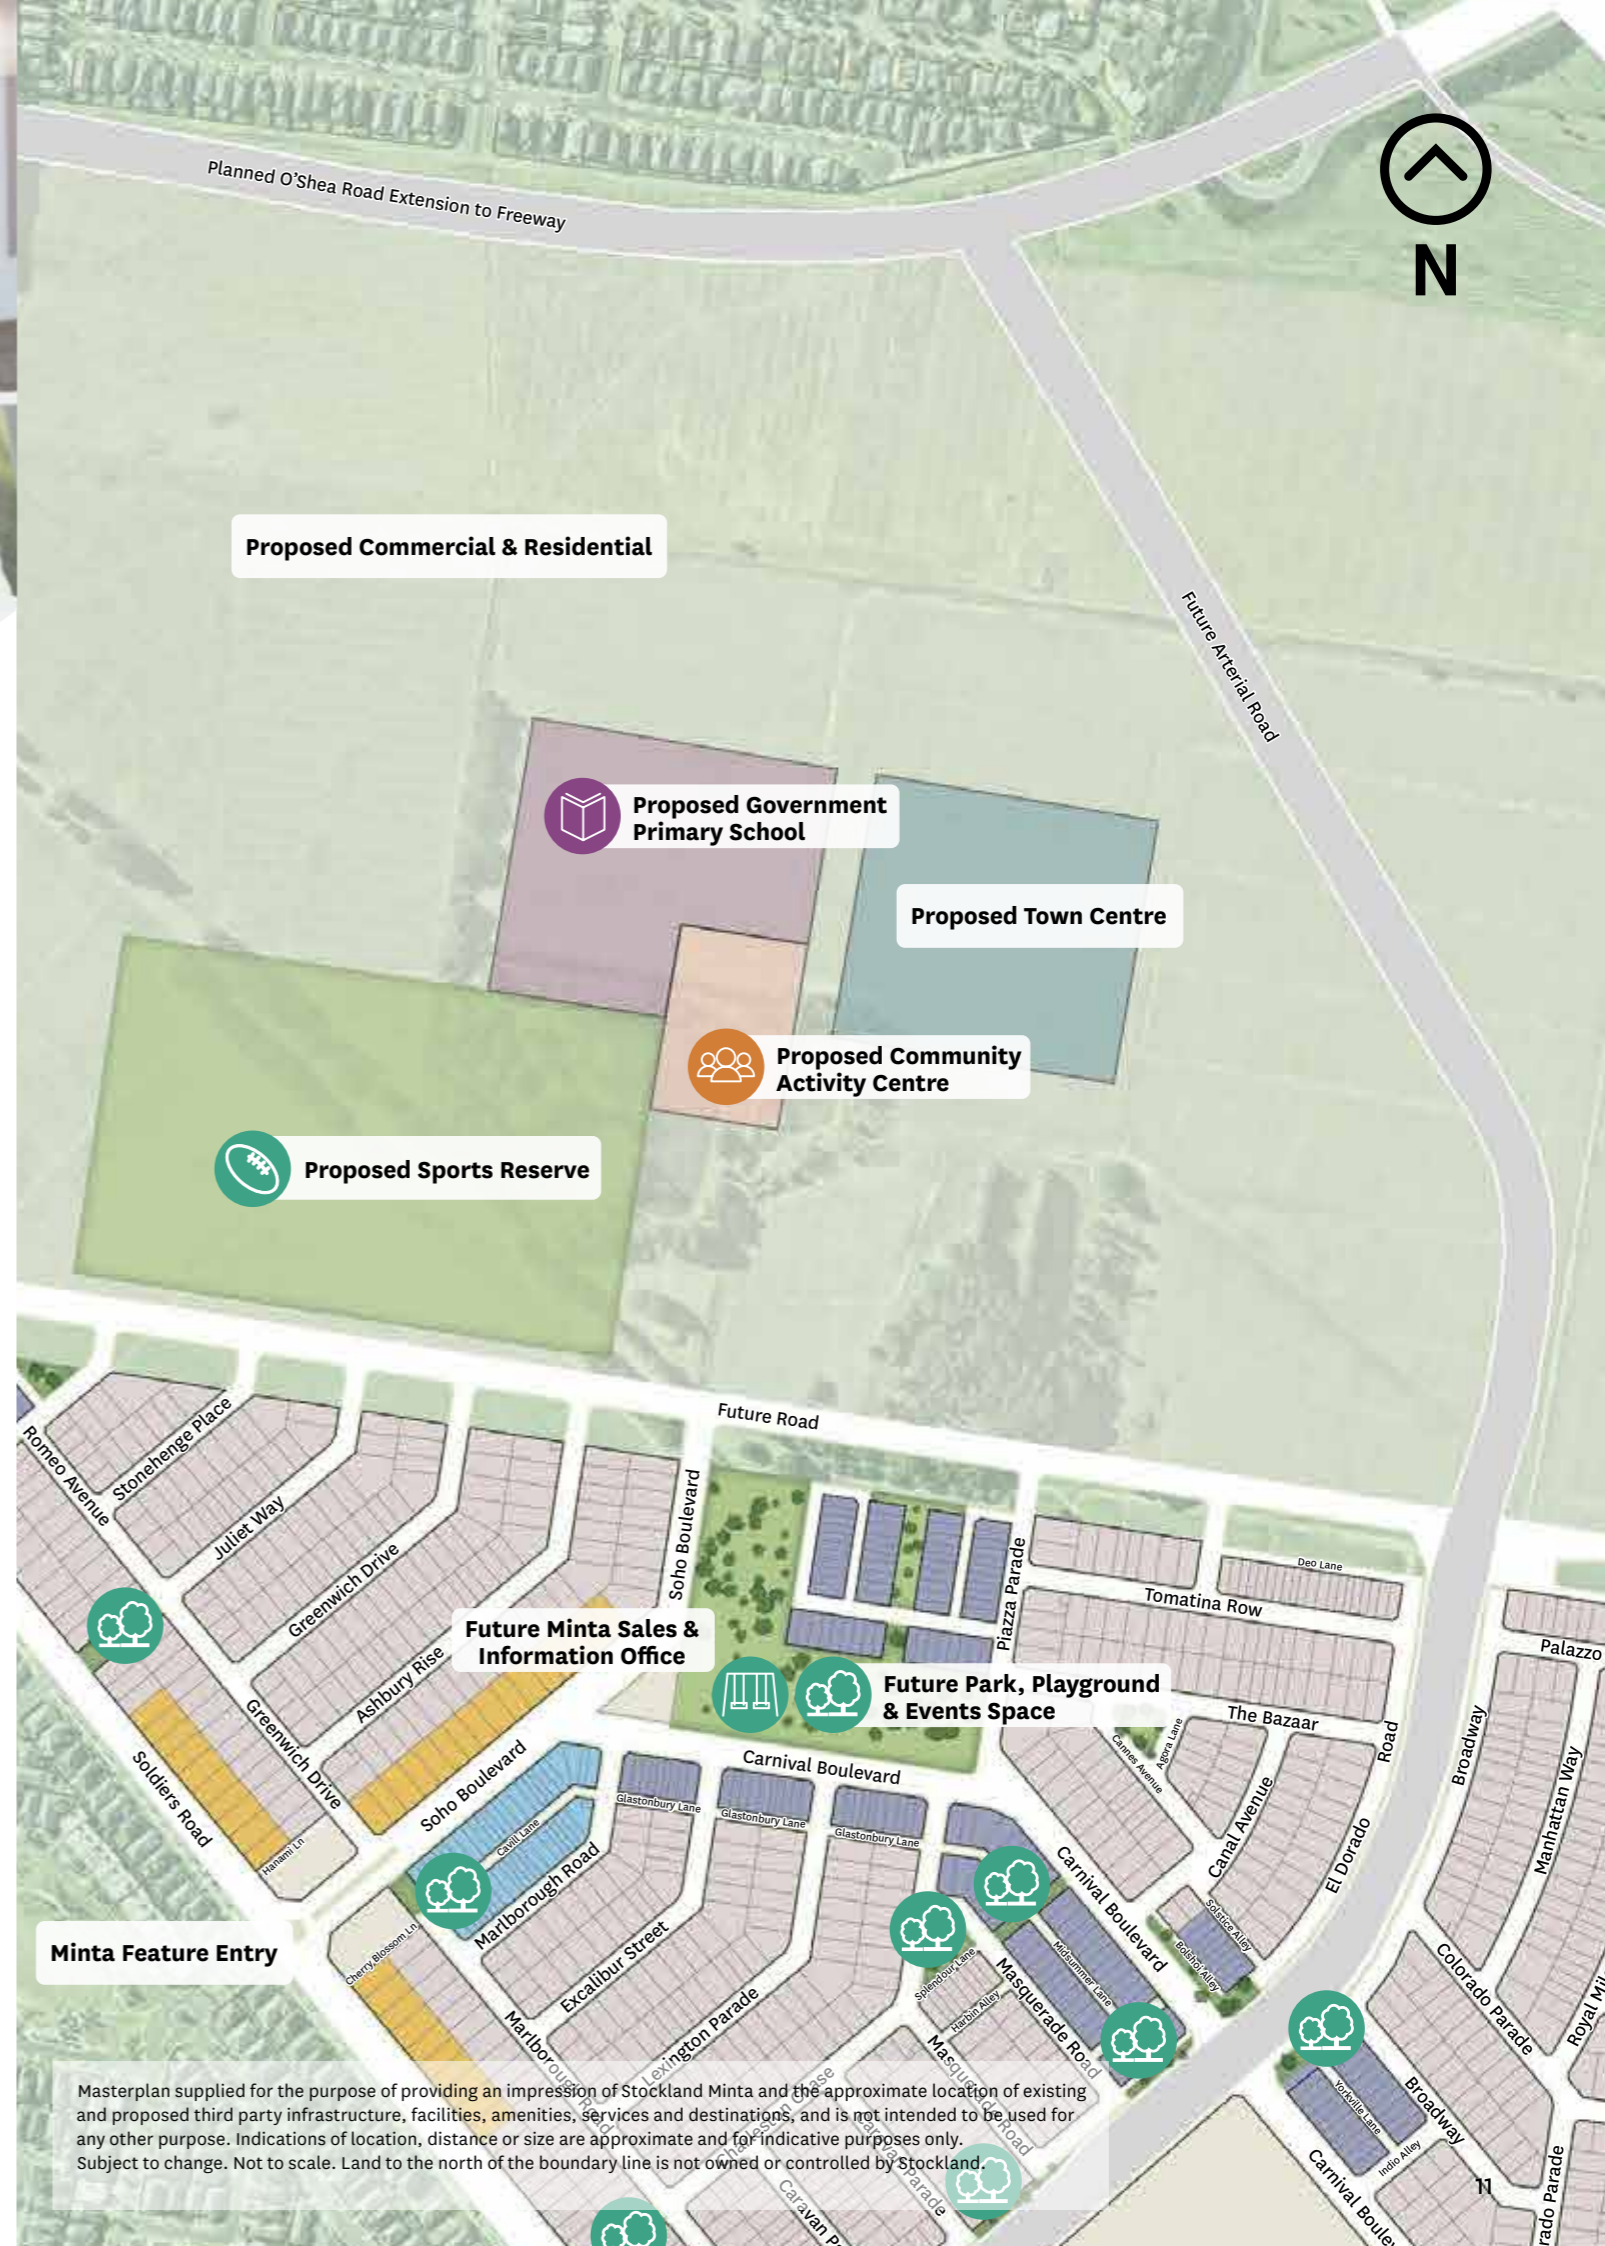 N
Planned O'Shea Road Extension to Freeway
Proposed Commercial & Residential
Future Arterial Road
Proposed Government
Primary School
Proposed Town Centre
Proposed Community
Activity Centre
Proposed Sports Reserve
Future Road
Romeo Avenue
Stonehenge Place
Juliet Way
Greenwich Drive
Soho Boulevard
Piazza Parade
Deo Lane
Tomatina Row
Palazzo
Future Minta Sales &
Information Office
Ashbury Rise
Future Park, Playground
& Events Space
The Bazaar
Agora Lane
Cannes Avenue
Road
El Dorado
Broadway
Manhattan Way
Greenwich Drive
Soldiers Road
Soho Boulevard
Carnival Boulevard
Glastonbury Lane
Glastonbury Lane
Glastonbury Lane
Cavill Lane
Hanami Ln
Marlborough Road
Canal Avenue
Carnival Boulevard
Solstice Alley
Bolshoi Alley
Minta Feature Entry
Cherry Blossom Ln
Excalibur Street
Splendour Lane
Harbin Alley
Midsummer Lane
Masquerade Road
Colorado Parade
Royal Mil
Marlborough Road
Lexington Parade
Masquerade Road
Charleston Chase
Caravan Parade
Caravan P
Yorkville Lane
Broadway
Indio Alley
Carnival Boulev
rado Parade
Masterplan supplied for the purpose of providing an impression of Stockland Minta and the approximate location of existing
and proposed third party infrastructure, facilities, amenities, services and destinations, and is not intended to be used for
any other purpose. Indications of location, distance or size are approximate and for indicative purposes only.
Subject to change. Not to scale. Land to the north of the boundary line is not owned or controlled by Stockland.
11